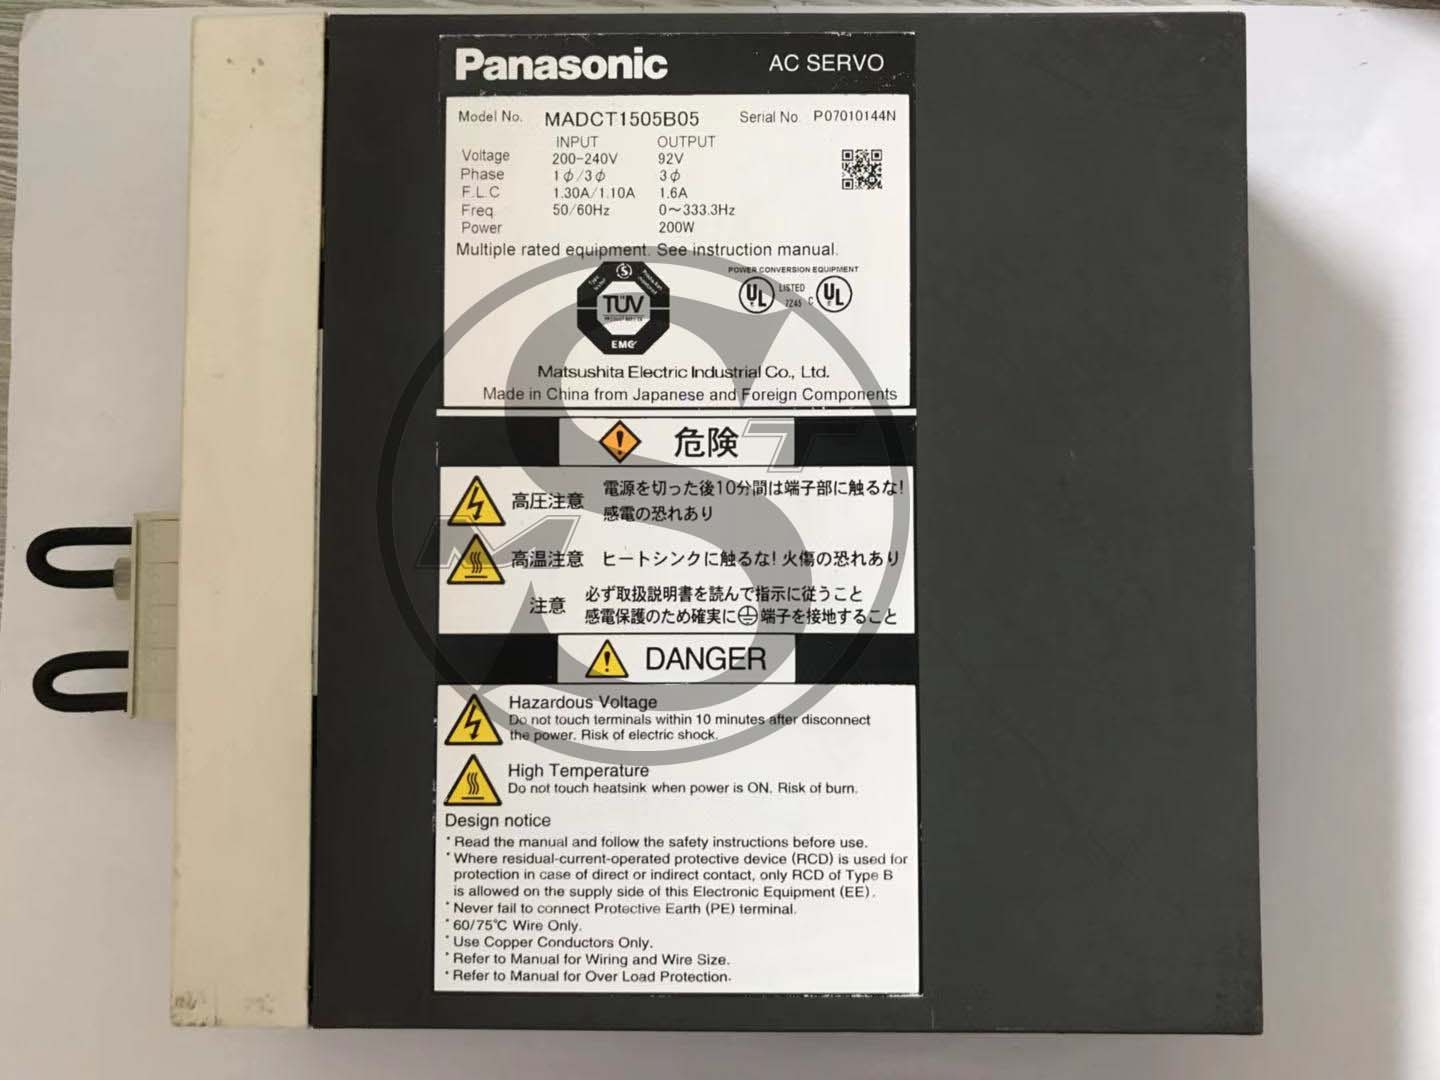 Panasonic AC SERVO
Model No. MADCT1505B05 Serial No. P07010144N
INPUT OUTPUT
Voltage 200-240V 92V
Phase 1φ/3φ 3φ
F.L.C 1.30A/1.10A 1.6A
Freq 50/60Hz 0~333.3Hz
Power 200W
Multiple rated equipment. See instruction manual.
POWER CONVERSION EQUIPMENT
UL LISTED C UL
7Z45
TÜV
EMC
Matsushita Electric Industrial Co., Ltd.
Made in China from Japanese and Foreign Components
危険
高圧注意 電源を切った後10分間は端子部に触るな!
感電の恐れあり
高温注意 ヒートシンクに触るな! 火傷の恐れあり
注意 必ず取扱説明書を読んで指示に従うこと
感電保護のため確実に⏚端子を接地すること
DANGER
Hazardous Voltage
Do not touch terminals within 10 minutes after disconnect
the power. Risk of electric shock.
High Temperature
Do not touch heatsink when power is ON. Risk of burn.
Design notice
* Read the manual and follow the safety instructions before use.
* Where residual-current-operated protective device (RCD) is used for
protection in case of direct or indirect contact, only RCD of Type B
is allowed on the supply side of this Electronic Equipment (EE).
* Never fail to connect Protective Earth (PE) terminal.
* 60/75℃ Wire Only.
* Use Copper Conductors Only.
* Refer to Manual for Wiring and Wire Size.
* Refer to Manual for Over Load Protection.
M S T